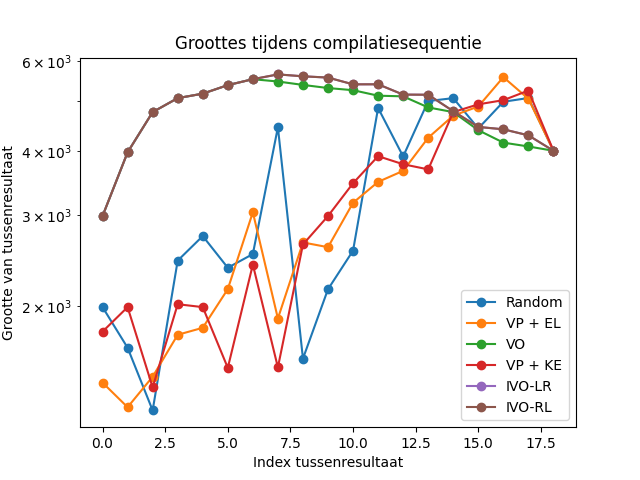 Groottes tijdens compilatiesequentie
Grootte van tussenresultaat
6 × 10³
4 × 10³
3 × 10³
2 × 10³
0.0 2.5 5.0 7.5 10.0 12.5 15.0 17.5
Index tussenresultaat
Random
VP + EL
VO
VP + KE
IVO-LR
IVO-RL